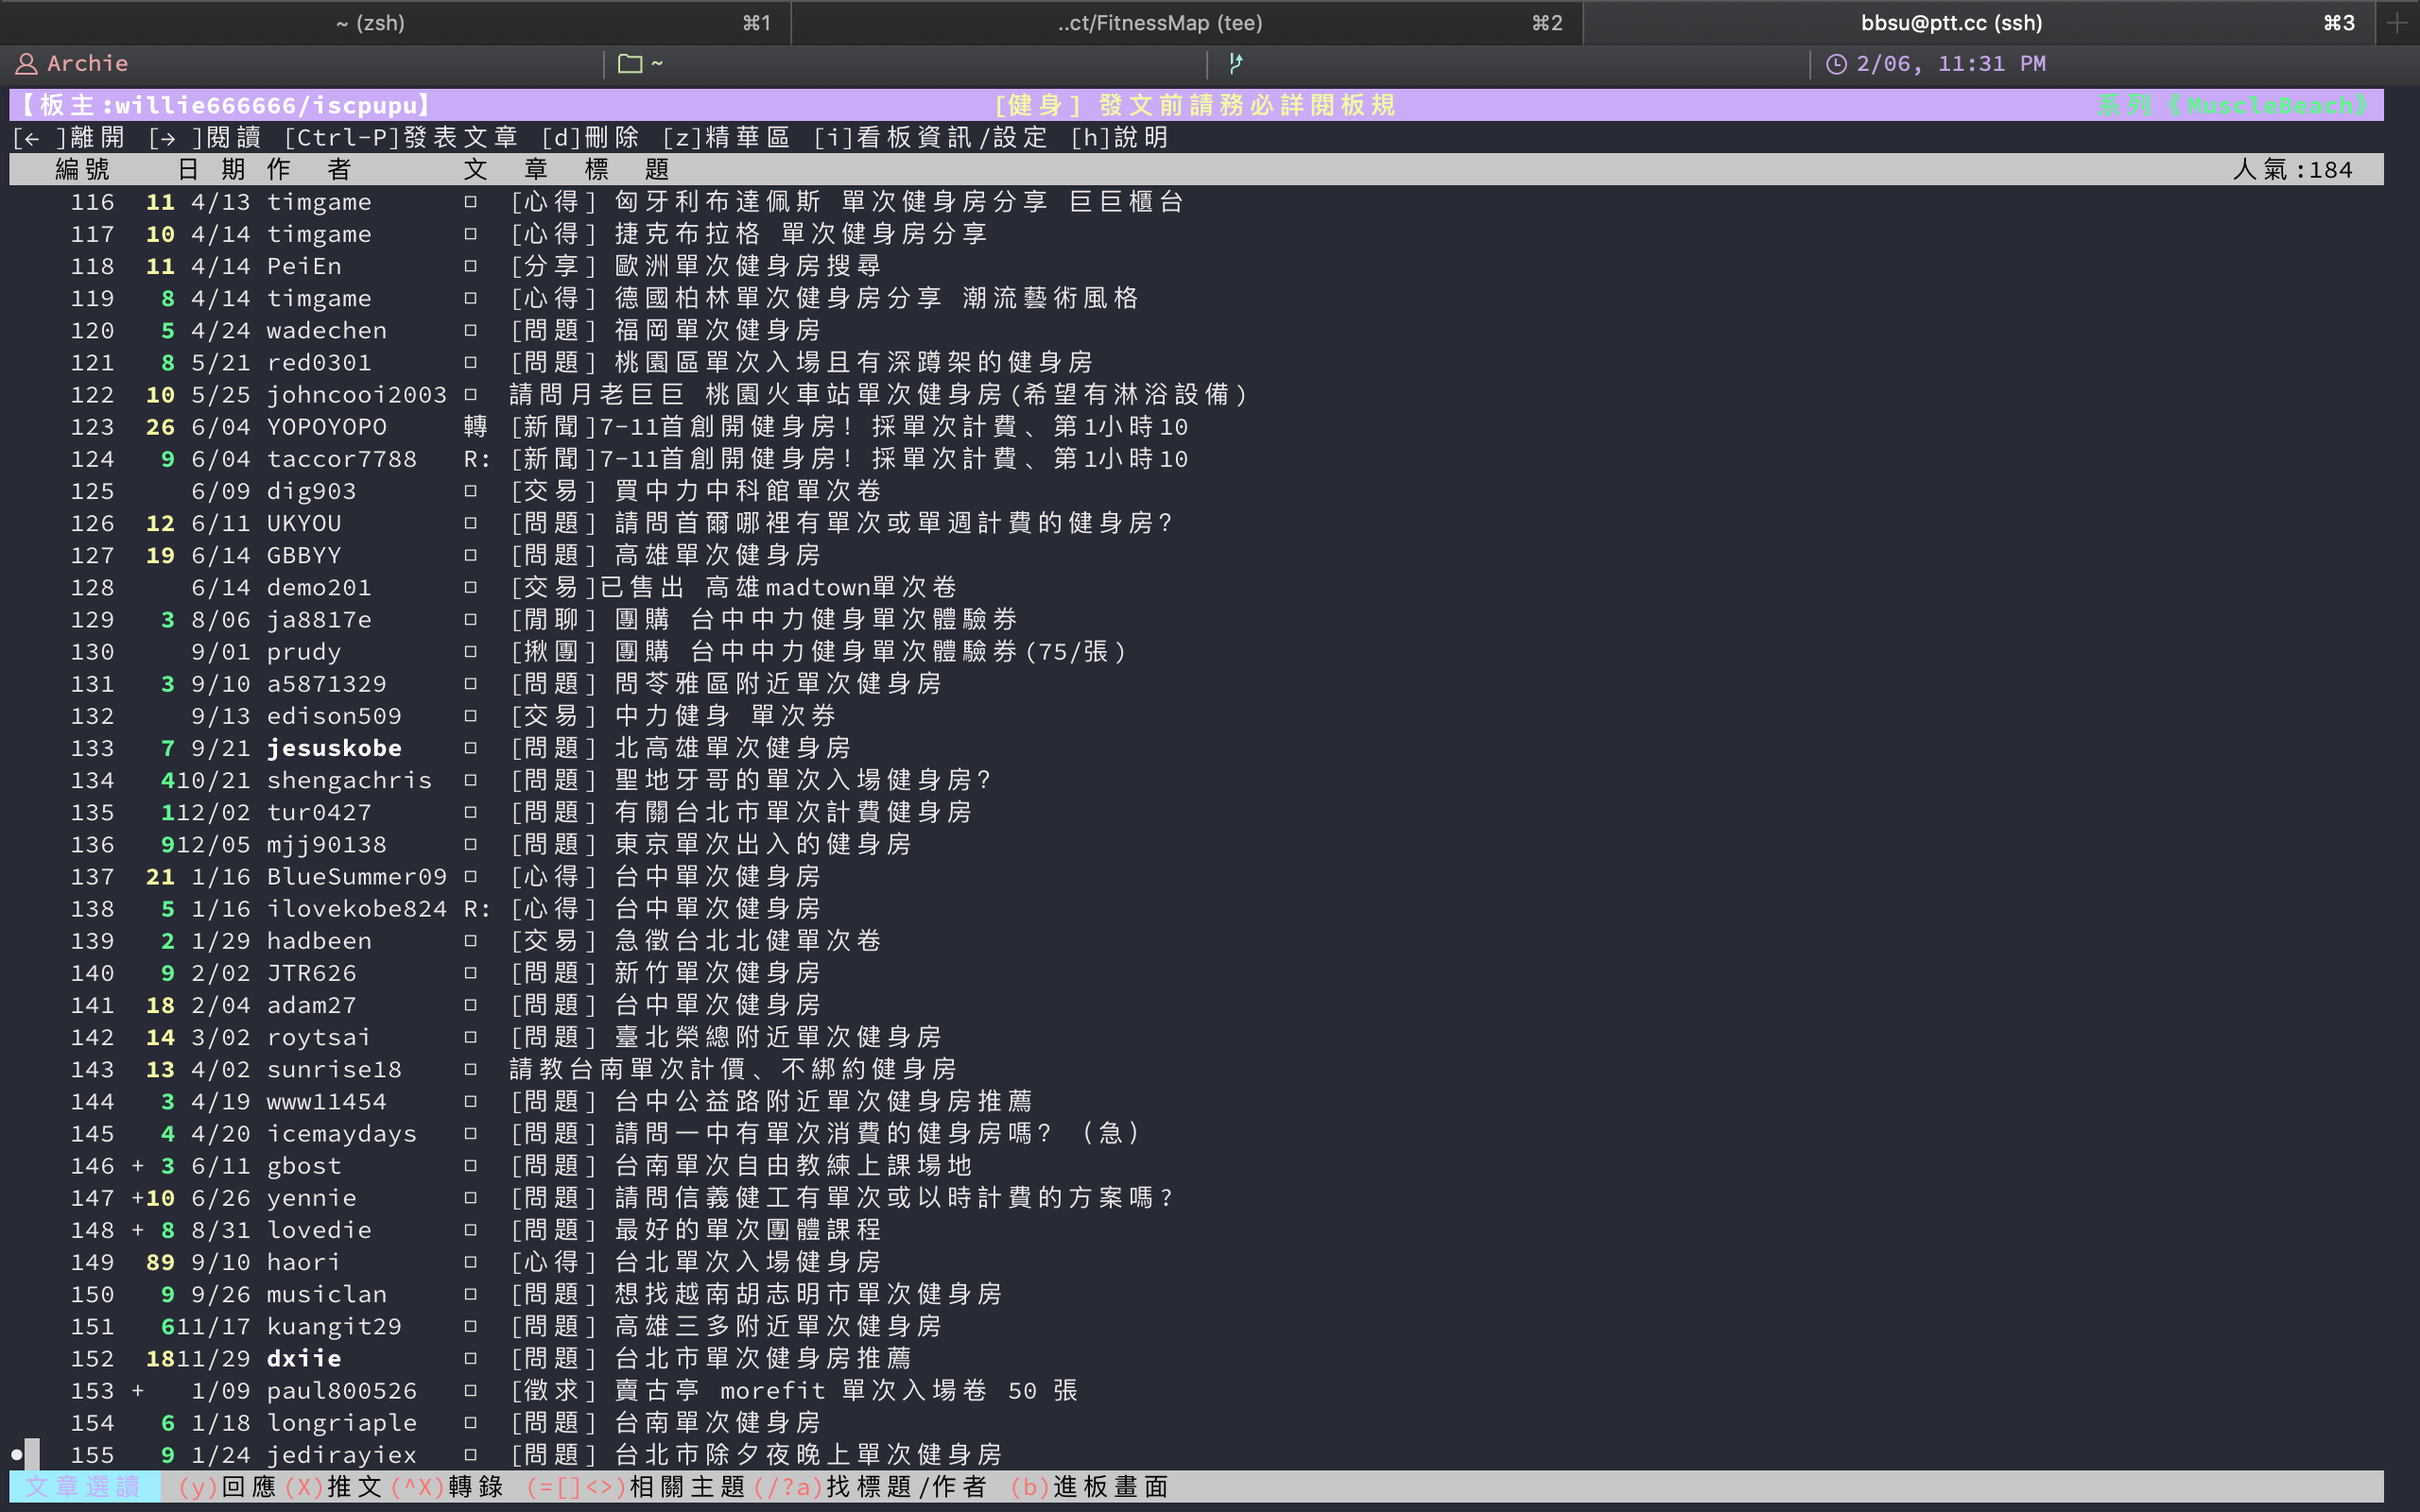 ~ (zsh) ⌘1 ..ct/FitnessMap (tee) ⌘2 bbsu@ptt.cc (ssh) ⌘3
Archie ~ 2/06, 11:31 PM
【板主:willie666666/iscpupu】 [健身] 發文前請務必詳閱板規 系列《MuscleBeach》
[← ]離開 [→ ]閱讀 [Ctrl-P]發表文章 [d]刪除 [z]精華區 [i]看板資訊/設定 [h]說明
編號 日 期 作 者 文 章 標 題 人氣:184
116 11 4/13 timgame □ [心得] 匈牙利布達佩斯 單次健身房分享 巨巨櫃台
117 10 4/14 timgame □ [心得] 捷克布拉格 單次健身房分享
118 11 4/14 PeiEn □ [分享] 歐洲單次健身房搜尋
119 8 4/14 timgame □ [心得] 德國柏林單次健身房分享 潮流藝術風格
120 5 4/24 wadechen □ [問題] 福岡單次健身房
121 8 5/21 red0301 □ [問題] 桃園區單次入場且有深蹲架的健身房
122 10 5/25 johncooi2003 □ 請問月老巨巨 桃園火車站單次健身房(希望有淋浴設備)
123 26 6/04 YOPOYOPO 轉 [新聞]7-11首創開健身房! 採單次計費、第1小時10
124 9 6/04 taccor7788 R: [新聞]7-11首創開健身房! 採單次計費、第1小時10
125 6/09 dig903 □ [交易] 買中力中科館單次卷
126 12 6/11 UKYOU □ [問題] 請問首爾哪裡有單次或單週計費的健身房?
127 19 6/14 GBBYY □ [問題] 高雄單次健身房
128 6/14 demo201 □ [交易]已售出 高雄madtown單次卷
129 3 8/06 ja8817e □ [閒聊] 團購 台中中力健身單次體驗券
130 9/01 prudy □ [揪團] 團購 台中中力健身單次體驗券(75/張)
131 3 9/10 a5871329 □ [問題] 問苓雅區附近單次健身房
132 9/13 edison509 □ [交易] 中力健身 單次券
133 7 9/21 jesuskobe □ [問題] 北高雄單次健身房
134 410/21 shengachris □ [問題] 聖地牙哥的單次入場健身房?
135 112/02 tur0427 □ [問題] 有關台北市單次計費健身房
136 912/05 mjj90138 □ [問題] 東京單次出入的健身房
137 21 1/16 BlueSummer09 □ [心得] 台中單次健身房
138 5 1/16 ilovekobe824 R: [心得] 台中單次健身房
139 2 1/29 hadbeen □ [交易] 急徵台北北健單次卷
140 9 2/02 JTR626 □ [問題] 新竹單次健身房
141 18 2/04 adam27 □ [問題] 台中單次健身房
142 14 3/02 roytsai □ [問題] 臺北榮總附近單次健身房
143 13 4/02 sunrise18 □ 請教台南單次計價、不綁約健身房
144 3 4/19 www11454 □ [問題] 台中公益路附近單次健身房推薦
145 4 4/20 icemaydays □ [問題] 請問一中有單次消費的健身房嗎? (急)
146 + 3 6/11 gbost □ [問題] 台南單次自由教練上課場地
147 +10 6/26 yennie □ [問題] 請問信義健工有單次或以時計費的方案嗎?
148 + 8 8/31 lovedie □ [問題] 最好的單次團體課程
149 89 9/10 haori □ [心得] 台北單次入場健身房
150 9 9/26 musiclan □ [問題] 想找越南胡志明市單次健身房
151 611/17 kuangit29 □ [問題] 高雄三多附近單次健身房
152 1811/29 dxiie □ [問題] 台北市單次健身房推薦
153 + 1/09 paul800526 □ [徵求] 賣古亭 morefit 單次入場卷 50 張
154 6 1/18 longriaple □ [問題] 台南單次健身房
● 155 9 1/24 jedirayiex □ [問題] 台北市除夕夜晚上單次健身房
文章選讀 (y)回應(X)推文(^X)轉錄 (=[]<>)相關主題(/?a)找標題/作者 (b)進板畫面